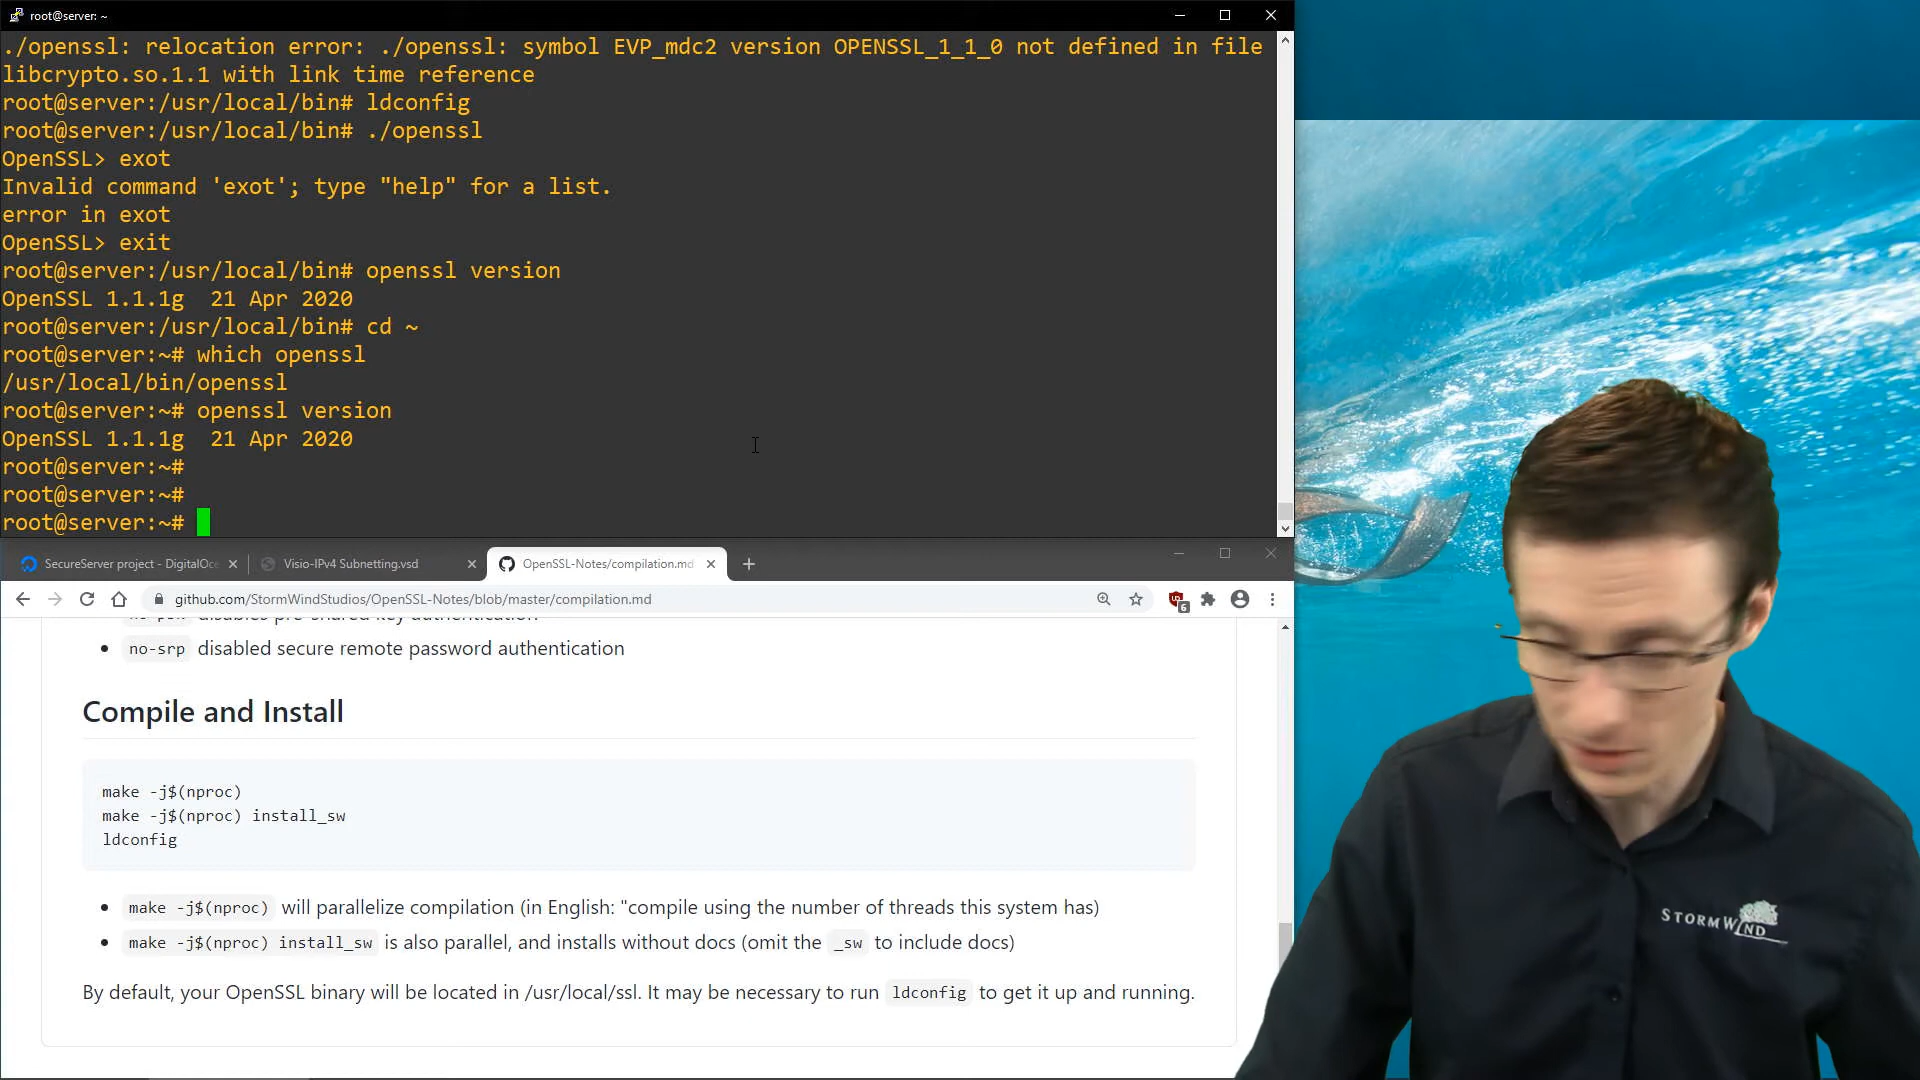 root@server: ~
./openssl: relocation error: ./openssl: symbol EVP_mdc2 version OPENSSL_1_1_0 not defined in file
libcrypto.so.1.1 with link time reference
root@server:/usr/local/bin# ldconfig
root@server:/usr/local/bin# ./openssl
OpenSSL> exot
Invalid command 'exot'; type "help" for a list.
error in exot
OpenSSL> exit
root@server:/usr/local/bin# openssl version
OpenSSL 1.1.1g  21 Apr 2020
root@server:/usr/local/bin# cd ~
root@server:~# which openssl
/usr/local/bin/openssl
root@server:~# openssl version
OpenSSL 1.1.1g  21 Apr 2020
root@server:~#
root@server:~#
root@server:~#
SecureServer project - DigitalOce
Visio-IPv4 Subnetting.vsd
OpenSSL-Notes/compilation.md
github.com/StormWindStudios/OpenSSL-Notes/blob/master/compilation.md
6
no-psk disables pre-shared key authentication
no-srp disabled secure remote password authentication
Compile and Install
make -j$(nproc)
make -j$(nproc) install_sw
ldconfig
make -j$(nproc) will parallelize compilation (in English: "compile using the number of threads this system has)
make -j$(nproc) install_sw is also parallel, and installs without docs (omit the _sw to include docs)
By default, your OpenSSL binary will be located in /usr/local/ssl. It may be necessary to run ldconfig to get it up and running.
STORMWIND